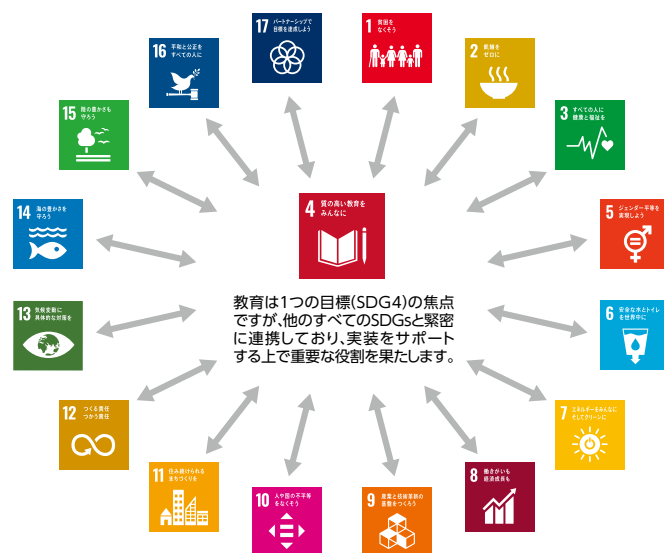 17 パートナーシップで
目標を達成しよう
1 貧困を
なくそう
2 飢餓を
ゼロに
3 すべての人に
健康と福祉を
5 ジェンダー平等を
実現しよう
6 安全な水とトイレ
を世界中に
7 エネルギーをみんなに
そしてクリーンに
8 働きがいも
経済成長も
9 産業と技術革新の
基盤をつくろう
10 人や国の不平等
をなくそう
11 住み続けられる
まちづくりを
12 つくる責任
つかう責任
13 気候変動に
具体的な対策を
14 海の豊かさを
守ろう
15 陸の豊かさも
守ろう
16 平和と公正を
すべての人に
4 質の高い教育を
みんなに
教育は1つの目標(SDG4)の焦点
ですが、他のすべてのSDGsと緊密
に連携しており、実装をサポート
する上で重要な役割を果たします。